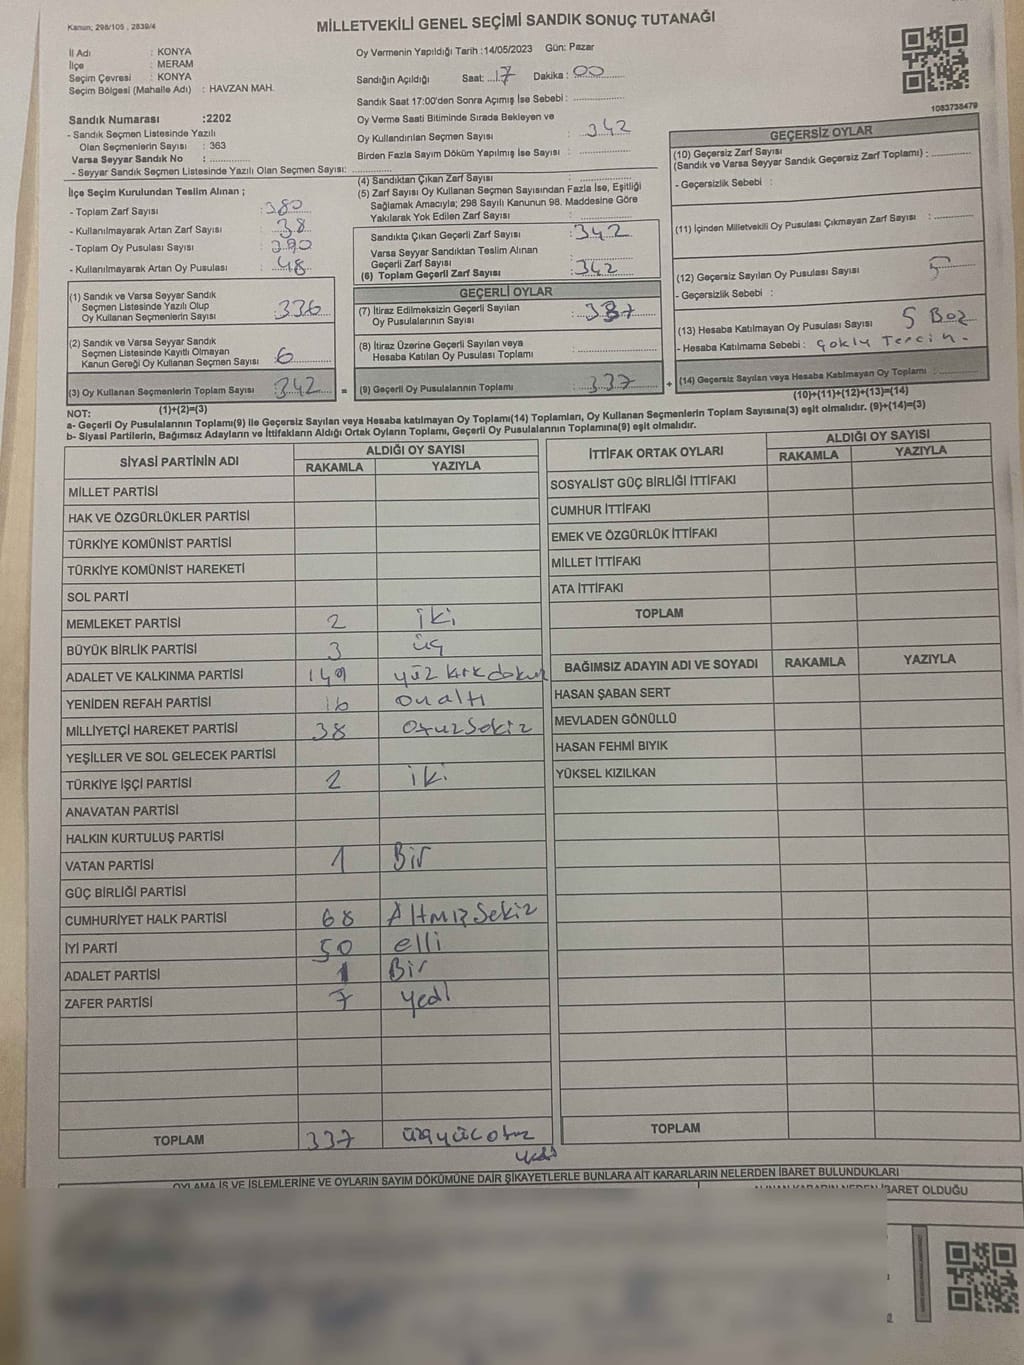 Kanun; 298/105 , 2839/4
MİLLETVEKİLİ GENEL SEÇİMİ SANDIK SONUÇ TUTANAĞI
İl Adı : KONYA
İlçe : MERAM
Seçim Çevresi : KONYA
Seçim Bölgesi (Mahalle Adı) : HAVZAN MAH.
Sandık Numarası :2202
- Sandık Seçmen Listesinde Yazılı
Olan Seçmenlerin Sayısı : 363
Varsa Seyyar Sandık No : ..............
- Seyyar Sandık Seçmen Listesinde Yazılı Olan Seçmen Sayısı: ..............
Oy Vermenin Yapıldığı Tarih :14/05/2023 Gün: Pazar
Sandığın Açıldığı Saat: 17 Dakika : 00
Sandık Saat 17:00'den Sonra Açımış İse Sebebi : ..............
Oy Verme Saati Bitiminde Sırada Bekleyen ve
Oy Kullandırılan Seçmen Sayısı : 342
Birden Fazla Sayım Döküm Yapılmış İse Sayısı : ..............
1083738479
İlçe Seçim Kurulundan Teslim Alınan ;
- Toplam Zarf Sayısı : 380
- Kullanılmayarak Artan Zarf Sayısı : 38
- Toplam Oy Pusulası Sayısı : 390
- Kullanılmayarak Artan Oy Pusulası : 48
(1) Sandık ve Varsa Seyyar Sandık
Seçmen Listesinde Yazılı Olup
Oy Kullanan Seçmenlerin Sayısı : 336
(2) Sandık ve Varsa Seyyar Sandık
Seçmen Listesinde Kayıtlı Olmayan
Kanun Gereği Oy Kullanan Seçmen Sayısı : 6
(3) Oy Kullanan Seçmenlerin Toplam Sayısı : 342 =
(1)+(2)=(3)
(4) Sandıktan Çıkan Zarf Sayısı : ..............
(5) Zarf Sayısı Oy Kullanan Seçmen Sayısından Fazla İse, Eşitliği
Sağlamak Amacıyla; 298 Sayılı Kanunun 98. Maddesine Göre
Yakılarak Yok Edilen Zarf Sayısı : ..............
Sandıkta Çıkan Geçerli Zarf Sayısı : 342
Varsa Seyyar Sandıktan Teslim Alınan
Geçerli Zarf Sayısı : ..............
(6) Toplam Geçerli Zarf Sayısı : 342
GEÇERLİ OYLAR
(7) İtiraz Edilmeksizin Geçerli Sayılan
Oy Pusulalarının Sayısı : 337
(8) İtiraz Üzerine Geçerli Sayılan veya
Hesaba Katılan Oy Pusulası Toplamı : ..............
(9) Geçerli Oy Pusulalarının Toplamı : 337 +
GEÇERSİZ OYLAR
(10) Geçersiz Zarf Sayısı
(Sandık ve Varsa Seyyar Sandık Geçersiz Zarf Toplamı) : ..............
- Geçersizlik Sebebi :
(11) İçinden Milletvekili Oy Pusulası Çıkmayan Zarf Sayısı : ..............
(12) Geçersiz Sayılan Oy Pusulası Sayısı : 5
- Geçersizlik Sebebi :
(13) Hesaba Katılmayan Oy Pusulası Sayısı : 5 Boz
- Hesaba Katılmama Sebebi : Çoklu Tercih -
(14) Geçersiz Sayılan veya Hesaba Katılmayan Oy Toplamı : ..............
(10)+(11)+(12)+(13)=(14)
NOT:
a- Geçerli Oy Pusulalarının Toplamı(9) ile Geçersiz Sayılan veya Hesaba katılmayan Oy Toplamı(14) Toplamları, Oy Kullanan Seçmenlerin Toplam Sayısına(3) eşit olmalıdır. (9)+(14)=(3)
b- Siyasi Partilerin, Bağımsız Adayların ve İttifakların Aldığı Ortak Oyların Toplamı, Geçerli Oy Pusulalarının Toplamına(9) eşit olmalıdır.
SİYASİ PARTİNİN ADI ALDIĞI OY SAYISI
RAKAMLA YAZIYLA
MİLLET PARTİSİ
HAK VE ÖZGÜRLÜKLER PARTİSİ
TÜRKİYE KOMÜNİST PARTİSİ
TÜRKİYE KOMÜNİST HAREKETİ
SOL PARTİ
MEMLEKET PARTİSİ 2 iki
BÜYÜK BİRLİK PARTİSİ 3 üç
ADALET VE KALKINMA PARTİSİ 149 yüz kırkdokuz
YENİDEN REFAH PARTİSİ 16 on altı
MİLLİYETÇİ HAREKET PARTİSİ 38 otuzsekiz
YEŞİLLER VE SOL GELECEK PARTİSİ
TÜRKİYE İŞÇİ PARTİSİ 2 iki
ANAVATAN PARTİSİ
HALKIN KURTULUŞ PARTİSİ
VATAN PARTİSİ 1 Bir
GÜÇ BİRLİĞİ PARTİSİ
CUMHURİYET HALK PARTİSİ 68 Altmışsekiz
İYİ PARTİ 50 elli
ADALET PARTİSİ 1 Bir
ZAFER PARTİSİ 7 yedi
TOPLAM 337 üçyüz otuz
yedi
İTTİFAK ORTAK OYLARI ALDIĞI OY SAYISI
RAKAMLA YAZIYLA
SOSYALİST GÜÇ BİRLİĞİ İTTİFAKI
CUMHUR İTTİFAKI
EMEK VE ÖZGÜRLÜK İTTİFAKI
MİLLET İTTİFAKI
ATA İTTİFAKI
TOPLAM
BAĞIMSIZ ADAYIN ADI VE SOYADI RAKAMLA YAZIYLA
HASAN ŞABAN SERT
MEVLADEN GÖNÜLLÜ
HASAN FEHMİ BIYIK
YÜKSEL KIZILKAN
TOPLAM
OYLAMA İŞ VE İŞLEMLERİNE VE OYLARIN SAYIM DÖKÜMÜNE DAİR ŞİKAYETLERLE BUNLARA AİT KARARLARIN NELERDEN İBARET BULUNDUKLARI
ALINAN KARARIN NEDEN İBARET OLDUĞU